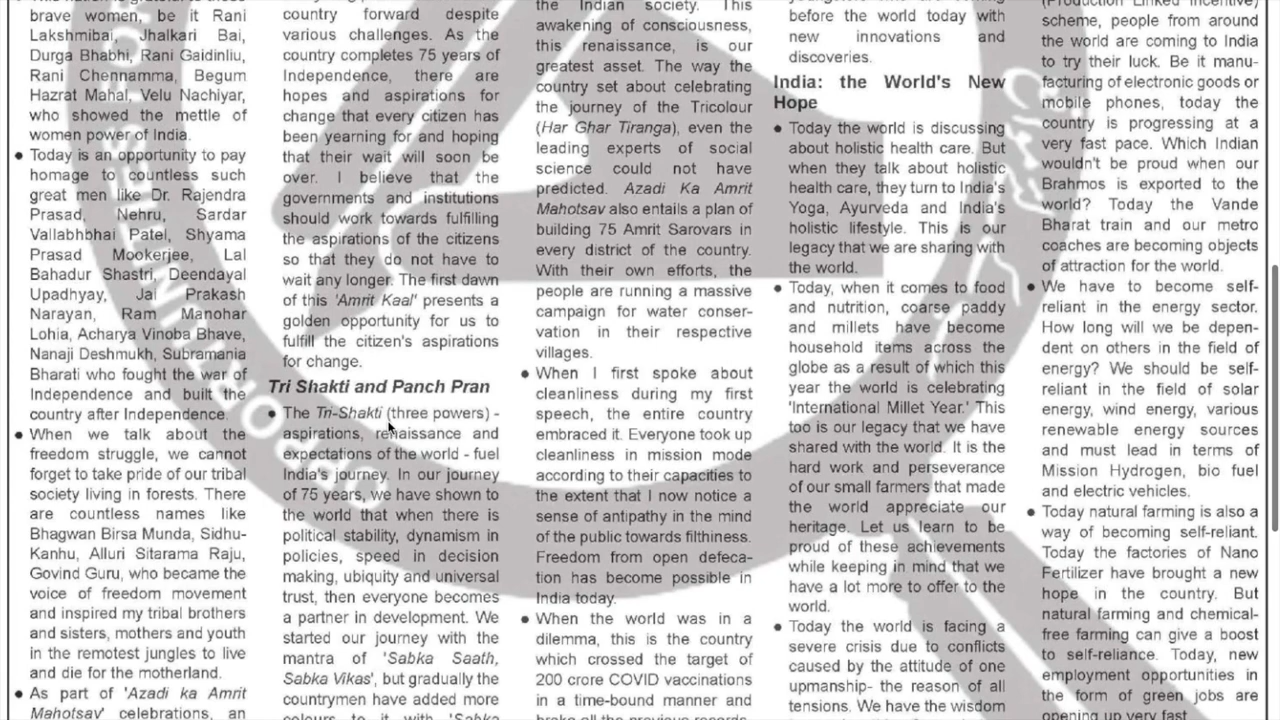 This nation is grateful to these
brave women, be it Rani
Lakshmibai, Jhalkari Bai,
Durga Bhabhi, Rani Gaidinliu,
Rani Chennamma, Begum
Hazrat Mahal, Velu Nachiyar,
who showed the mettle of
women power of India.
● Today is an opportunity to pay
homage to countless such
great men like Dr. Rajendra
Prasad, Nehru, Sardar
Vallabhbhai Patel, Shyama
Prasad Mookerjee, Lal
Bahadur Shastri, Deendayal
Upadhyay, Jai Prakash
Narayan, Ram Manohar
Lohia, Acharya Vinoba Bhave,
Nanaji Deshmukh, Subramania
Bharati who fought the war of
Independence and built the
country after Independence.
● When we talk about the
freedom struggle, we cannot
forget to take pride of our tribal
society living in forests. There
are countless names like
Bhagwan Birsa Munda, Sidhu-
Kanhu, Alluri Sitarama Raju,
Govind Guru, who became the
voice of freedom movement
and inspired my tribal brothers
and sisters, mothers and youth
in the remotest jungles to live
and die for the motherland.
● As part of 'Azadi ka Amrit
Mahotsav' celebrations, an
country forward despite
various challenges. As the
country completes 75 years of
Independence, there are
hopes and aspirations for
change that every citizen has
been yearning for and hoping
that their wait will soon be
over. I believe that the
governments and institutions
should work towards fulfilling
the aspirations of the citizens
so that they do not have to
wait any longer. The first dawn
of this 'Amrit Kaal' presents a
golden opportunity for us to
fulfill the citizen's aspirations
for change.
Tri Shakti and Panch Pran
● The Tri-Shakti (three powers) -
aspirations, renaissance and
expectations of the world - fuel
India's journey. In our journey
of 75 years, we have shown to
the world that when there is
political stability, dynamism in
policies, speed in decision
making, ubiquity and universal
trust, then everyone becomes
a partner in development. We
started our journey with the
mantra of 'Sabka Saath,
Sabka Vikas', but gradually the
countrymen have added more
colours to it with 'Sabka
the Indian society. This
awakening of consciousness,
this renaissance, is our
greatest asset. The way the
country set about celebrating
the journey of the Tricolour
(Har Ghar Tiranga), even the
leading experts of social
science could not have
predicted. Azadi Ka Amrit
Mahotsav also entails a plan of
building 75 Amrit Sarovars in
every district of the country.
With their own efforts, the
people are running a massive
campaign for water conser-
vation in their respective
villages.
● When I first spoke about
cleanliness during my first
speech, the entire country
embraced it. Everyone took up
cleanliness in mission mode
according to their capacities to
the extent that I now notice a
sense of antipathy in the mind
of the public towards filthiness.
Freedom from open defeca-
tion has become possible in
India today.
● When the world was in a
dilemma, this is the country
which crossed the target of
200 crore COVID vaccinations
in a time-bound manner and
broke all the previous records.
before the world today with
new innovations and
discoveries.
India: the World's New
Hope
● Today the world is discussing
about holistic health care. But
when they talk about holistic
health care, they turn to India's
Yoga, Ayurveda and India's
holistic lifestyle. This is our
legacy that we are sharing with
the world.
● Today, when it comes to food
and nutrition, coarse paddy
and millets have become
household items across the
globe as a result of which this
year the world is celebrating
'International Millet Year.' This
too is our legacy that we have
shared with the world. It is the
hard work and perseverance
of our small farmers that made
the world appreciate our
heritage. Let us learn to be
proud of these achievements
while keeping in mind that we
have a lot more to offer to the
world.
● Today the world is facing a
severe crisis due to conflicts
caused by the attitude of one
upmanship- the reason of all
tensions. We have the wisdom
(Production Linked Incentive)
scheme, people from around
the world are coming to India
to try their luck. Be it manu-
facturing of electronic goods or
mobile phones, today the
country is progressing at a
very fast pace. Which Indian
wouldn't be proud when our
Brahmos is exported to the
world? Today the Vande
Bharat train and our metro
coaches are becoming objects
of attraction for the world.
● We have to become self-
reliant in the energy sector.
How long will we be depen-
dent on others in the field of
energy? We should be self-
reliant in the field of solar
energy, wind energy, various
renewable energy sources
and must lead in terms of
Mission Hydrogen, bio fuel
and electric vehicles.
● Today natural farming is also a
way of becoming self-reliant.
Today the factories of Nano
Fertilizer have brought a new
hope in the country. But
natural farming and chemical-
free farming can give a boost
to self-reliance. Today, new
employment opportunities in
the form of green jobs are
opening up very fast.